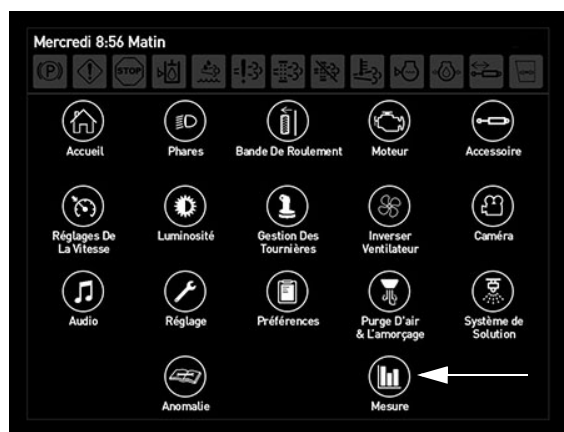 Mercredi 8:56 Matin
(P) STOP
Accueil Phares Bande De Roulement Moteur Accessoire
Réglages De La Vitesse Luminosité Gestion Des Tournières Inverser Ventilateur Caméra
Audio Réglage Préférences Purge D'air & L'amorçage Système de Solution
Anomalie Mesure